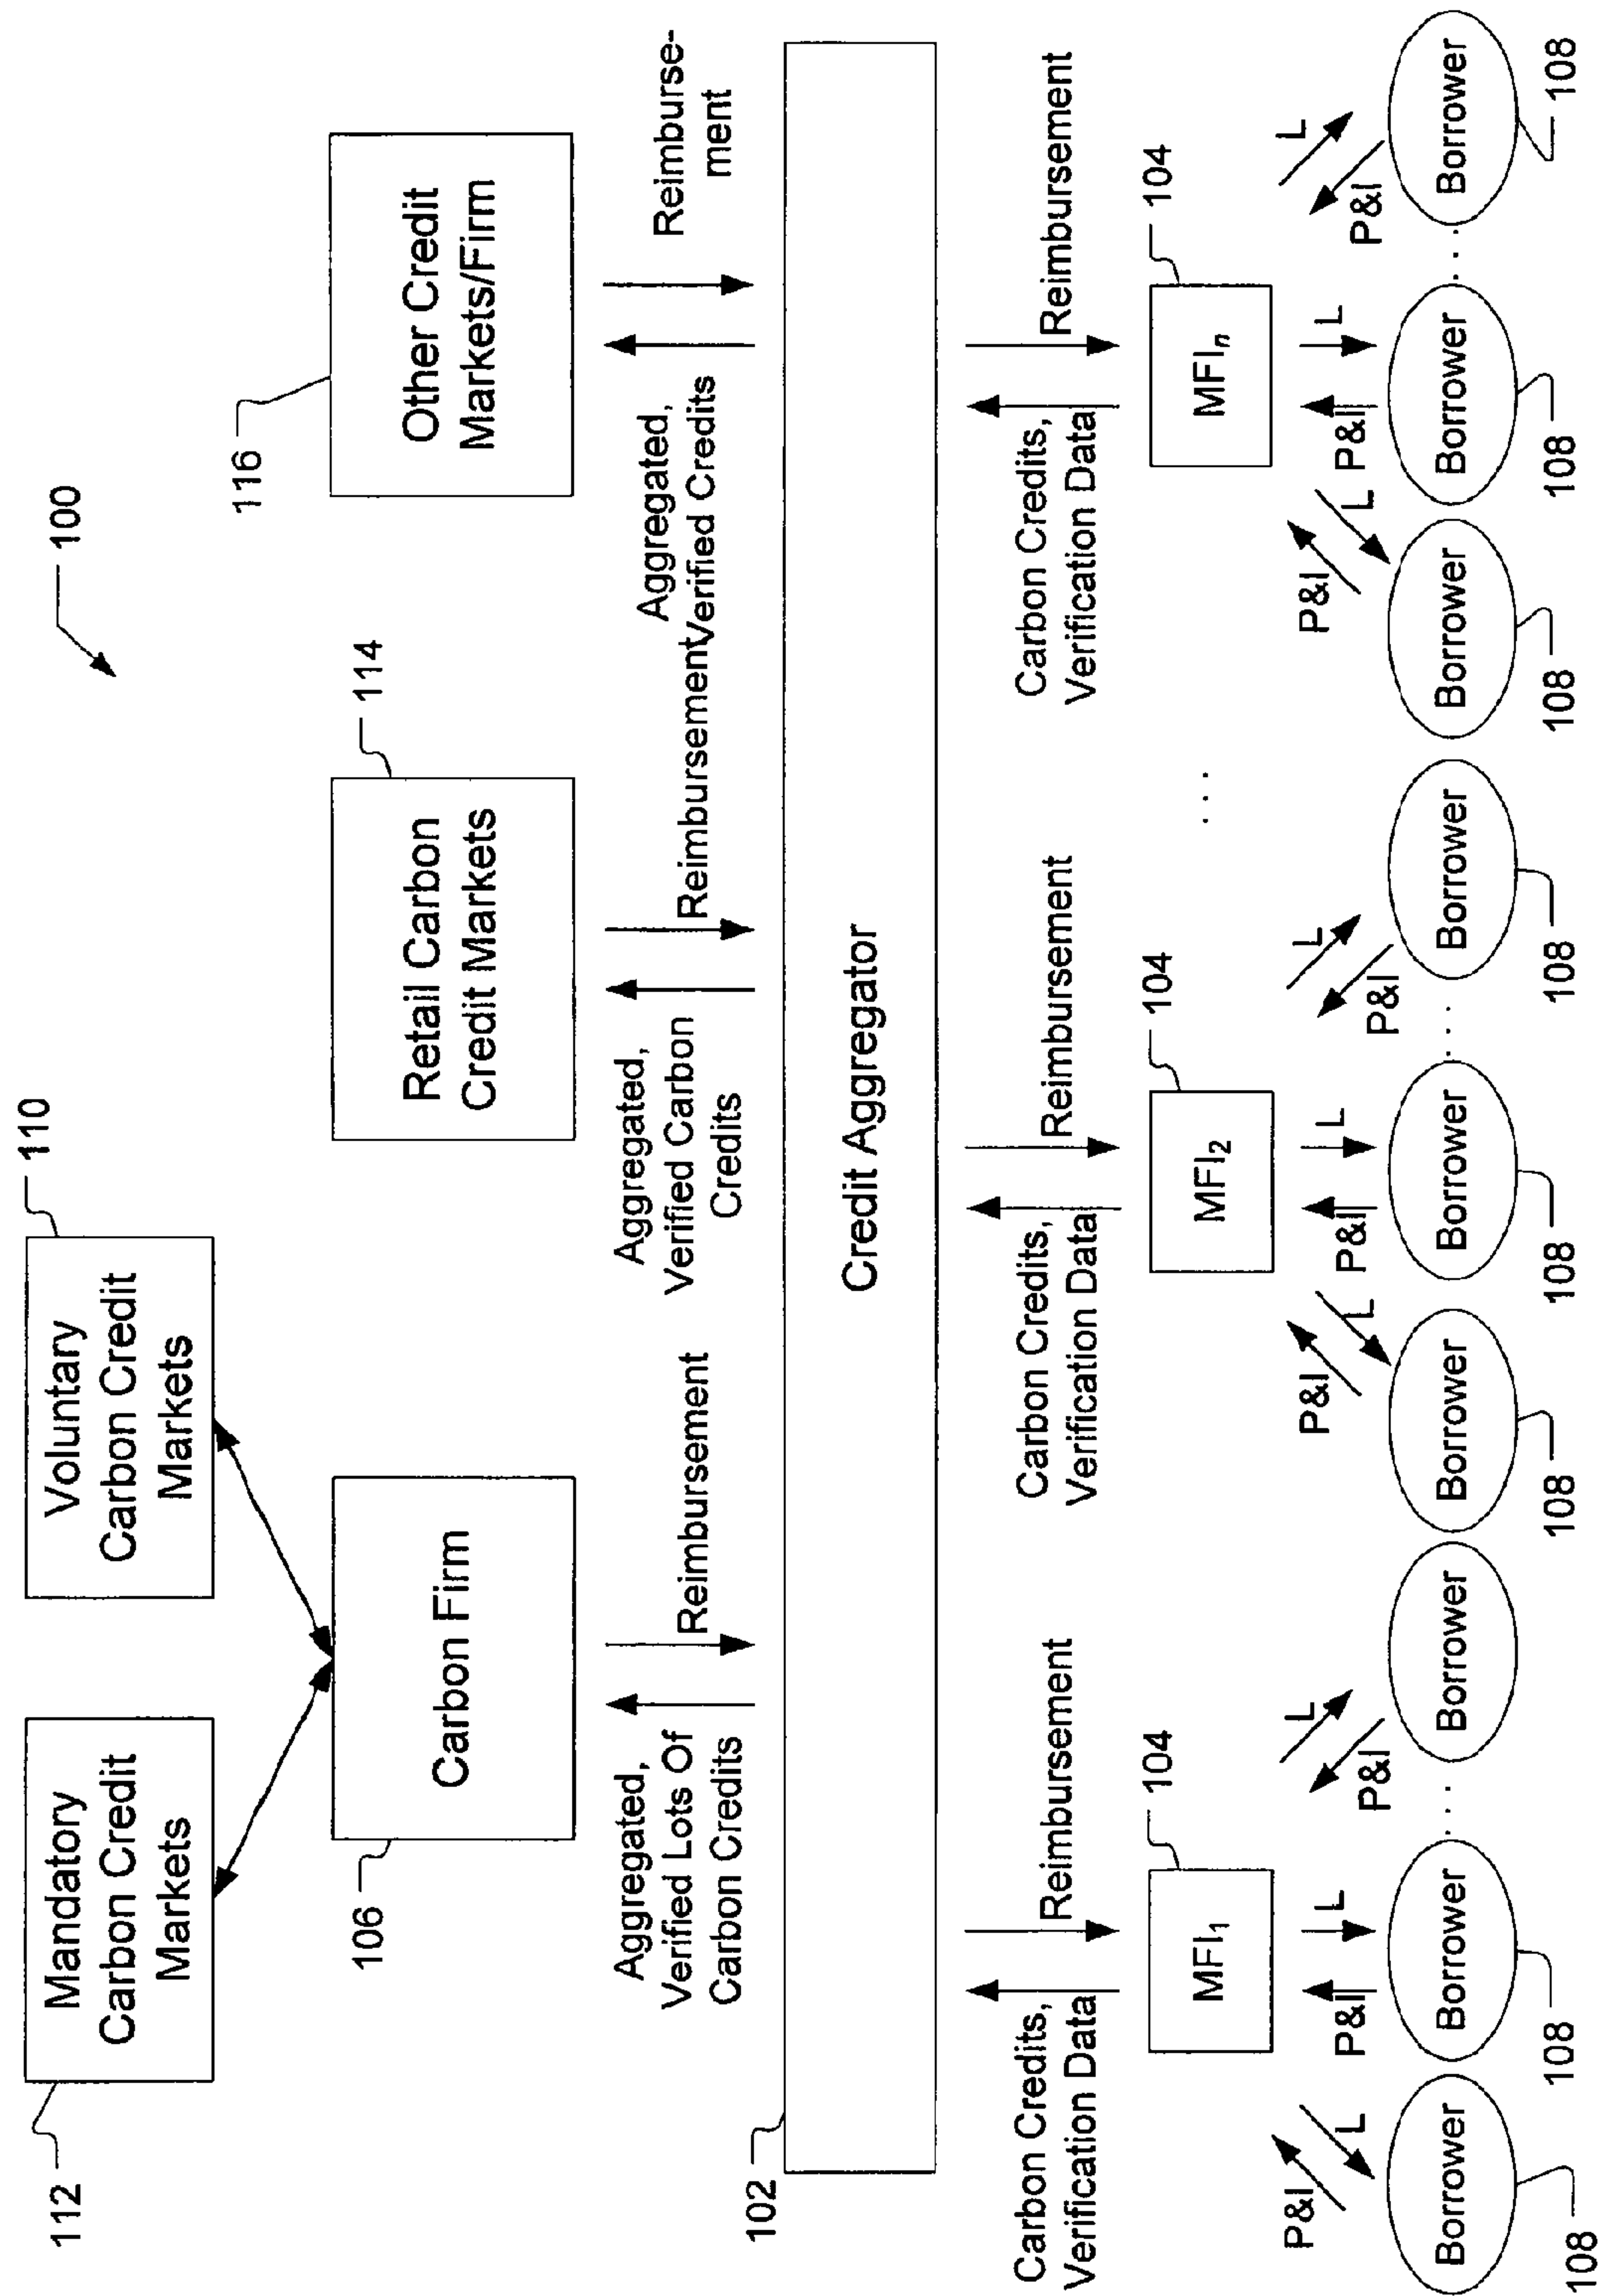 100
112
Mandatory
Carbon Credit
Markets
Voluntary
Carbon Credit
Markets
110
106
Carbon Firm
Retail Carbon
Credit Markets
114
116
Other Credit
Markets/Firm
Aggregated,
Verified Lots Of
Carbon Credits
Reimbursement
Aggregated,
Verified Carbon
Credits
Reimbursement
Aggregated,
Verified Credits
Reimburse-
ment
102
Credit Aggregator
Carbon Credits,
Verification Data
Reimbursement
Carbon Credits,
Verification Data
Reimbursement
Carbon Credits,
Verification Data
Reimbursement
MFI₁
104
MFI₂
104
. . .
MFIₙ
104
P&I
L
P&I
L
P&I
L
P&I
L
P&I
L
P&I
L
P&I
L
P&I
L
P&I
L
Borrower
Borrower
. . .
Borrower
Borrower
Borrower
. . .
Borrower
Borrower
Borrower
. . .
Borrower
108
108
108
108
108
108
108
108